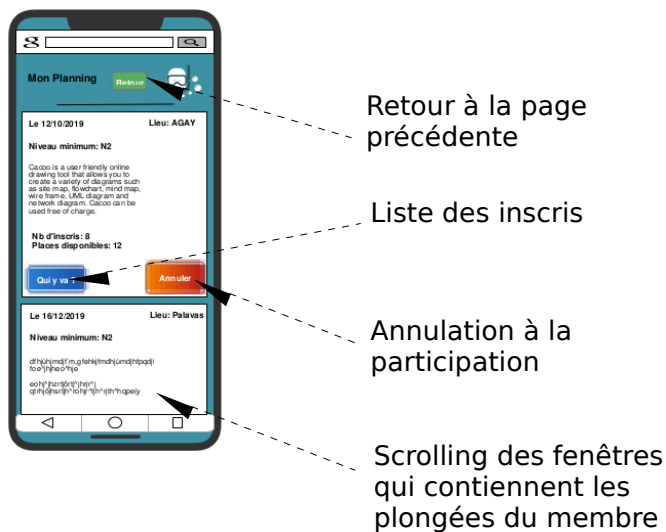 g
Mon Planning
Retour
Le 12/10/2019 Lieu: AGAY
Niveau minimum: N2
Cacoo is a user friendly online
drawing tool that allows you to
create a variety of diagrams such
as site map, flowchart, mind map,
wire frame, UML diagram and
network diagram. Cacoo can be
used free of charge.
Nb d'inscris: 8
Places disponibles: 12
Qui y va ?
Annuler
Le 16/12/2019 Lieu: Palavas
Niveau minimum: N2
Retour à la page
précédente
Liste des inscris
Annulation à la
participation
Scrolling des fenêtres
qui contiennent les
plongées du membre